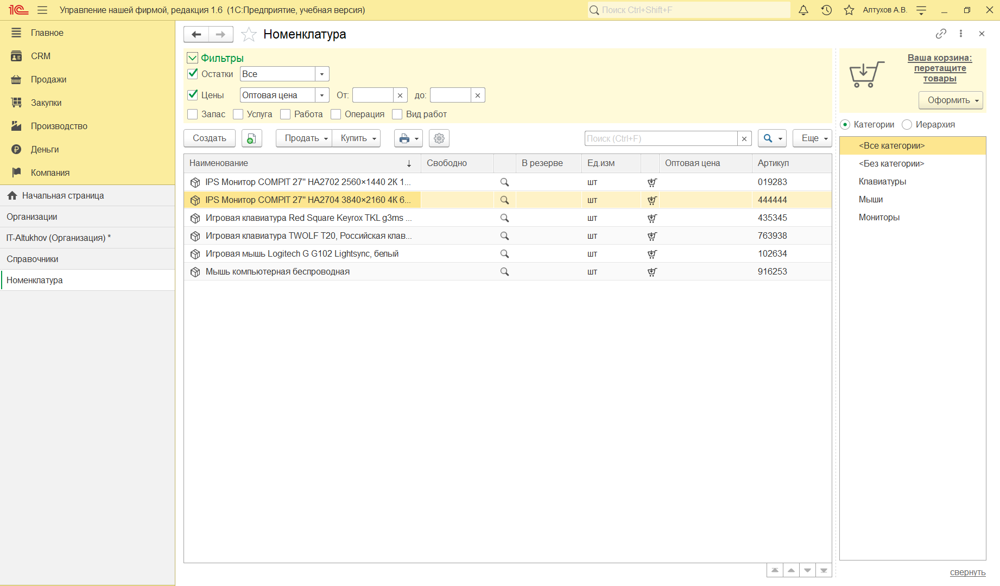 1С Управление нашей фирмой, редакция 1.6 (1С:Предприятие, учебная версия) Поиск Ctrl+Shift+F Алтухов А.В.
Главное
CRM
Продажи
Закупки
Производство
Деньги
Компания
Начальная страница
Организации
IT-Altukhov (Организация) *
Справочники
Номенклатура
Номенклатура
Фильтры
Остатки Все
Цены Оптовая цена От: до:
Запас Услуга Работа Операция Вид работ
Создать Продать Купить Поиск (Ctrl+F) Еще
Наименование Свободно В резерве Ед.изм Оптовая цена Артикул
IPS Монитор COMPIT 27" HA2702 2560×1440 2К 1... шт 019283
IPS Монитор COMPIT 27" HA2704 3840×2160 4К 6... шт 444444
Игровая клавиатура Red Square Keyrox TKL g3ms ... шт 435345
Игровая клавиатура TWOLF T20, Российская клав... шт 763938
Игровая мышь Logitech G G102 Lightsync, белый шт 102634
Мышь компьютерная беспроводная шт 916253
Ваша корзина:
перетащите
товары
Оформить
Категории Иерархия
<Все категории>
<Без категории>
Клавиатуры
Мыши
Мониторы
свернуть